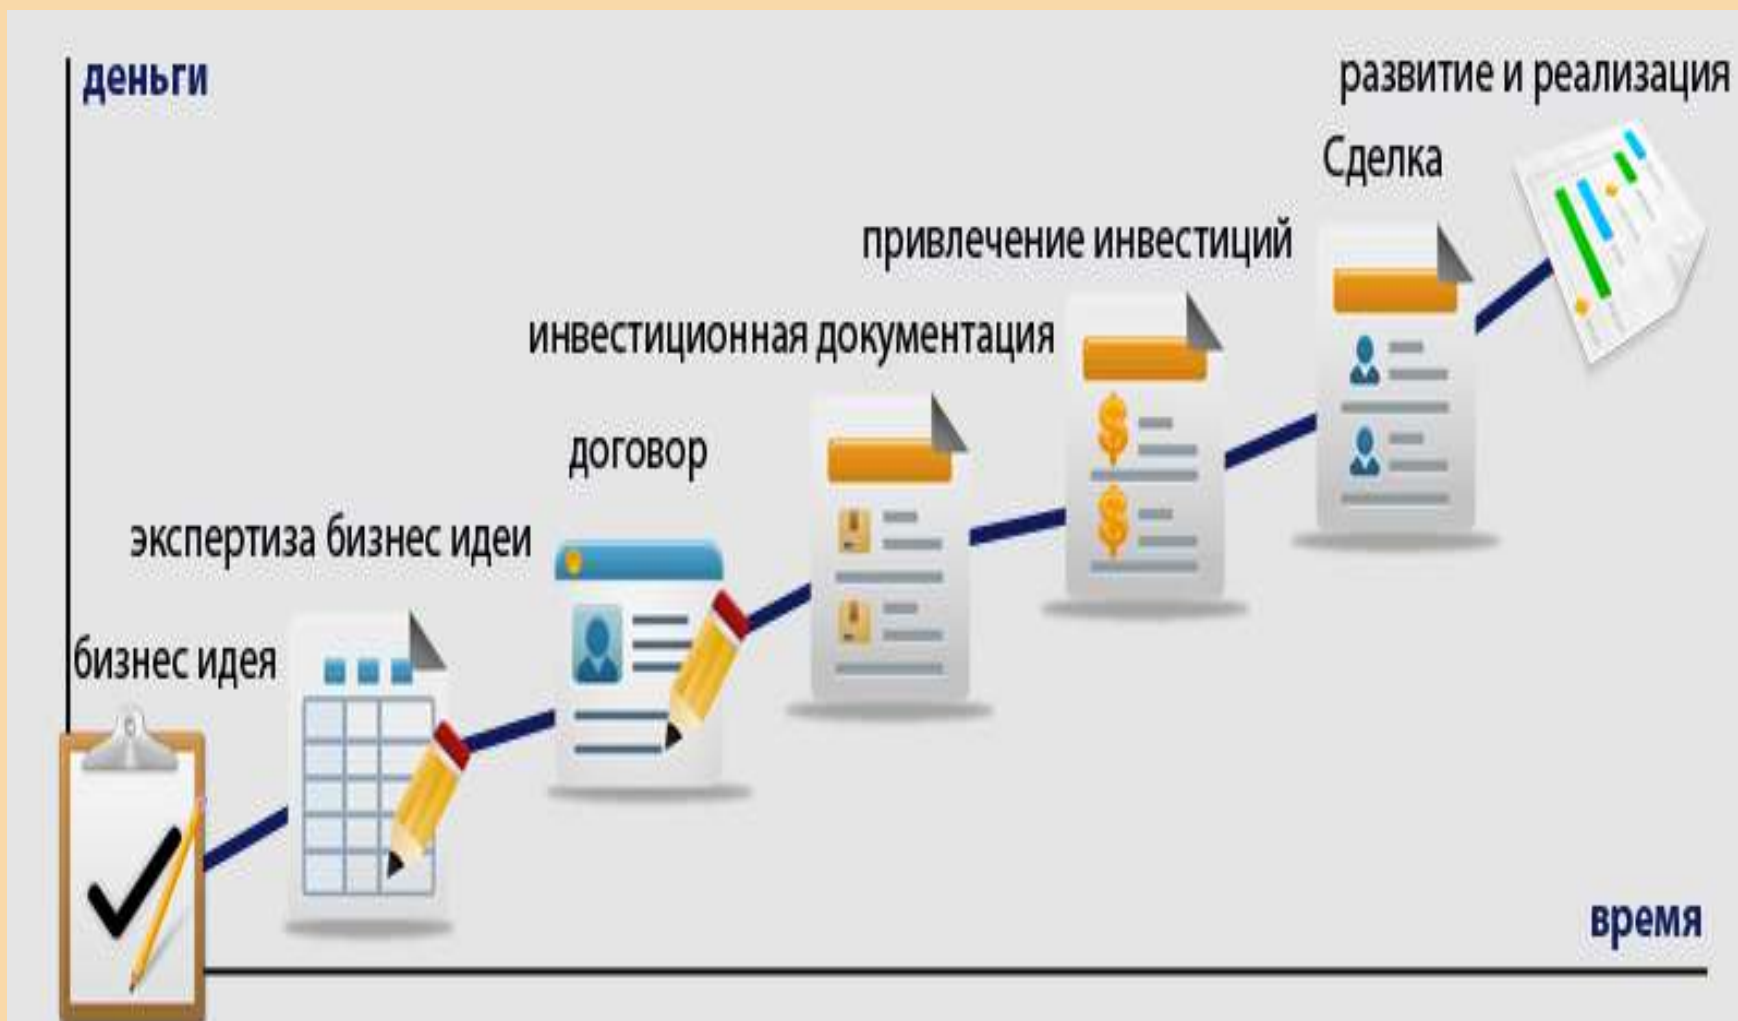 деньги
развитие и реализация
Сделка
привлечение инвестиций
инвестиционная документация
договор
экспертиза бизнес идеи
бизнес идея
время